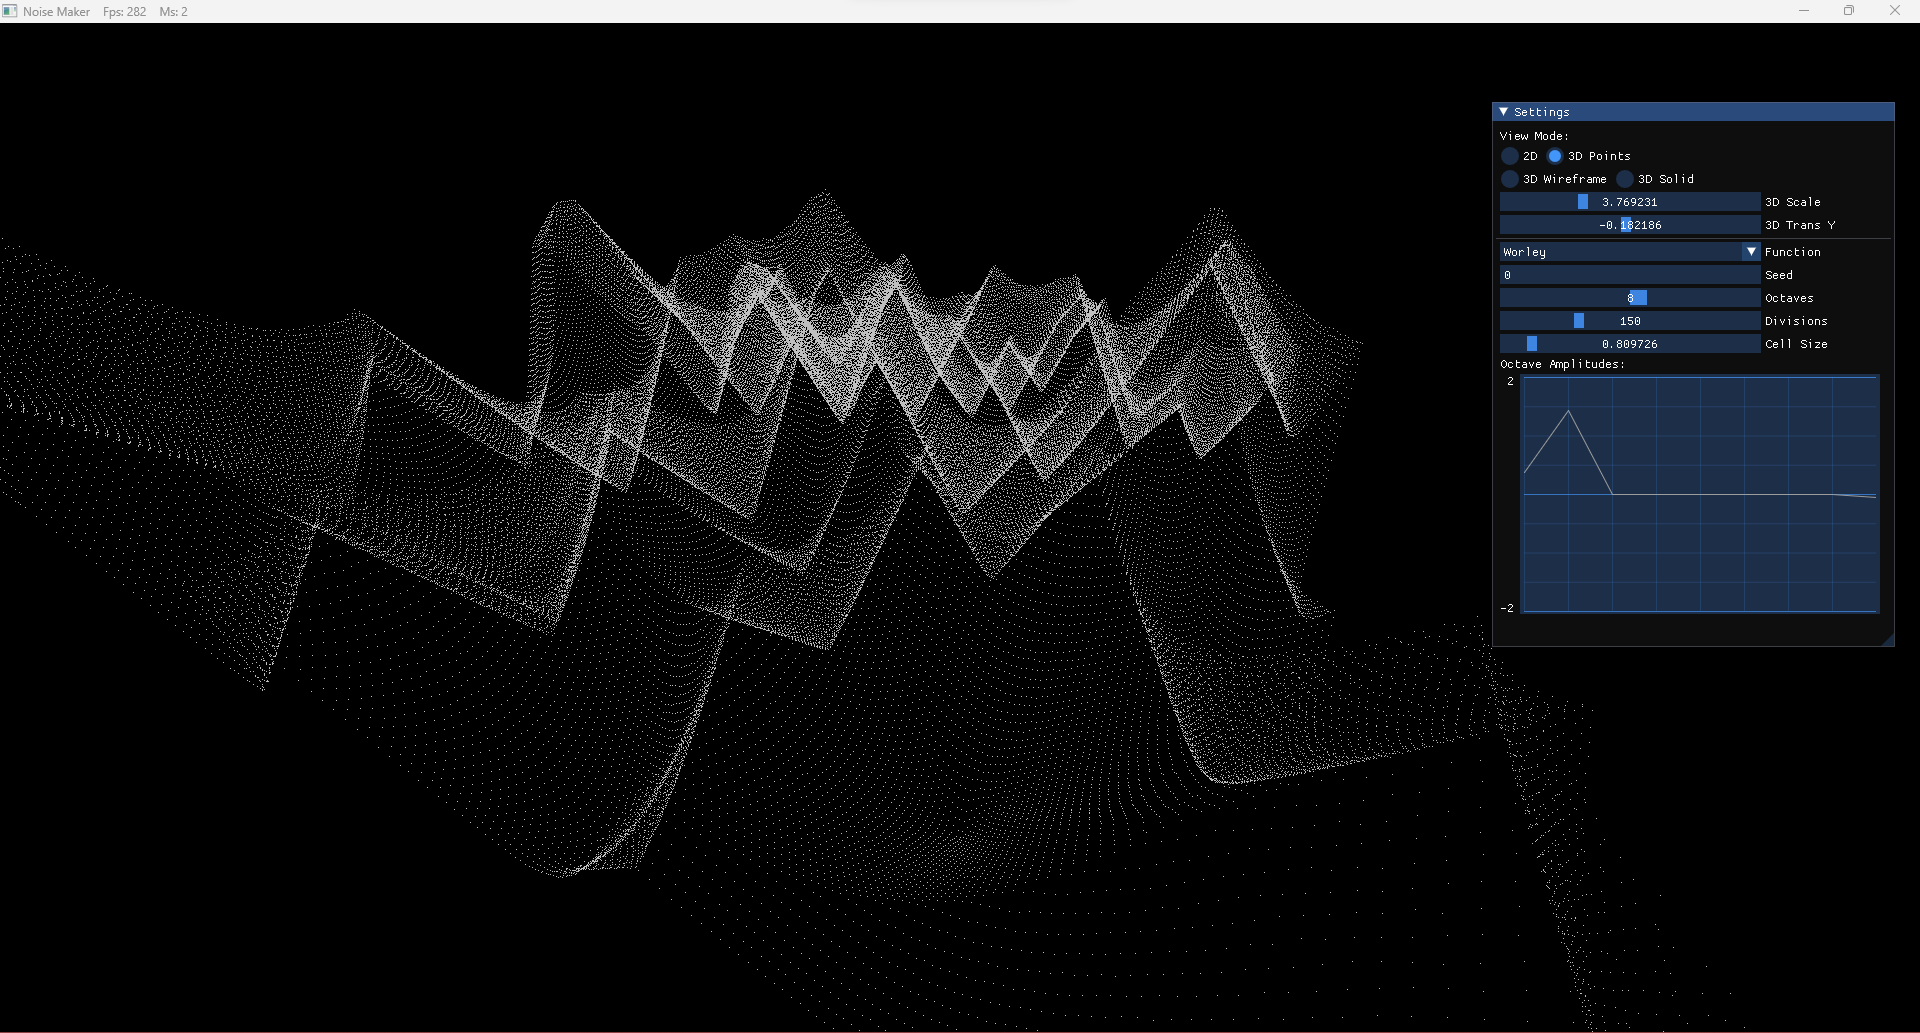 Noise Maker Fps: 282 Ms: 2
Settings
View Mode:
2D 3D Points
3D Wireframe 3D Solid
3.769231 3D Scale
-0.182186 3D Trans Y
Worley Function
0 Seed
8 Octaves
150 Divisions
0.809726 Cell Size
Octave Amplitudes:
2
-2